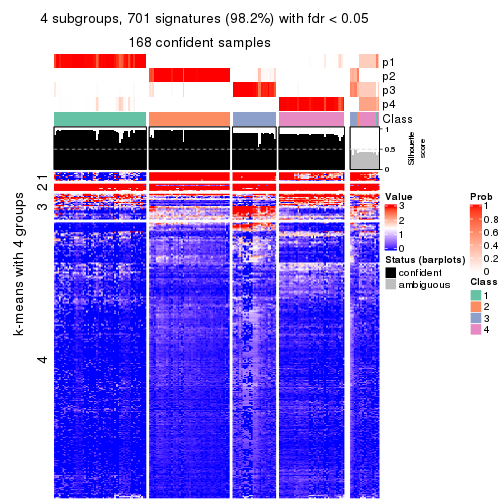 4 subgroups, 701 signatures (98.2%) with fdr < 0.05
168 confident samples
p1
p2
p3
p4
Class
1
0.5
0
Silhouette
score
k-means with 4 groups
1
2
3
4
Value
3
2
1
0
Status (barplots)
confident
ambiguous
Prob
1
0.8
0.6
0.4
0.2
0
Class
1
2
3
4